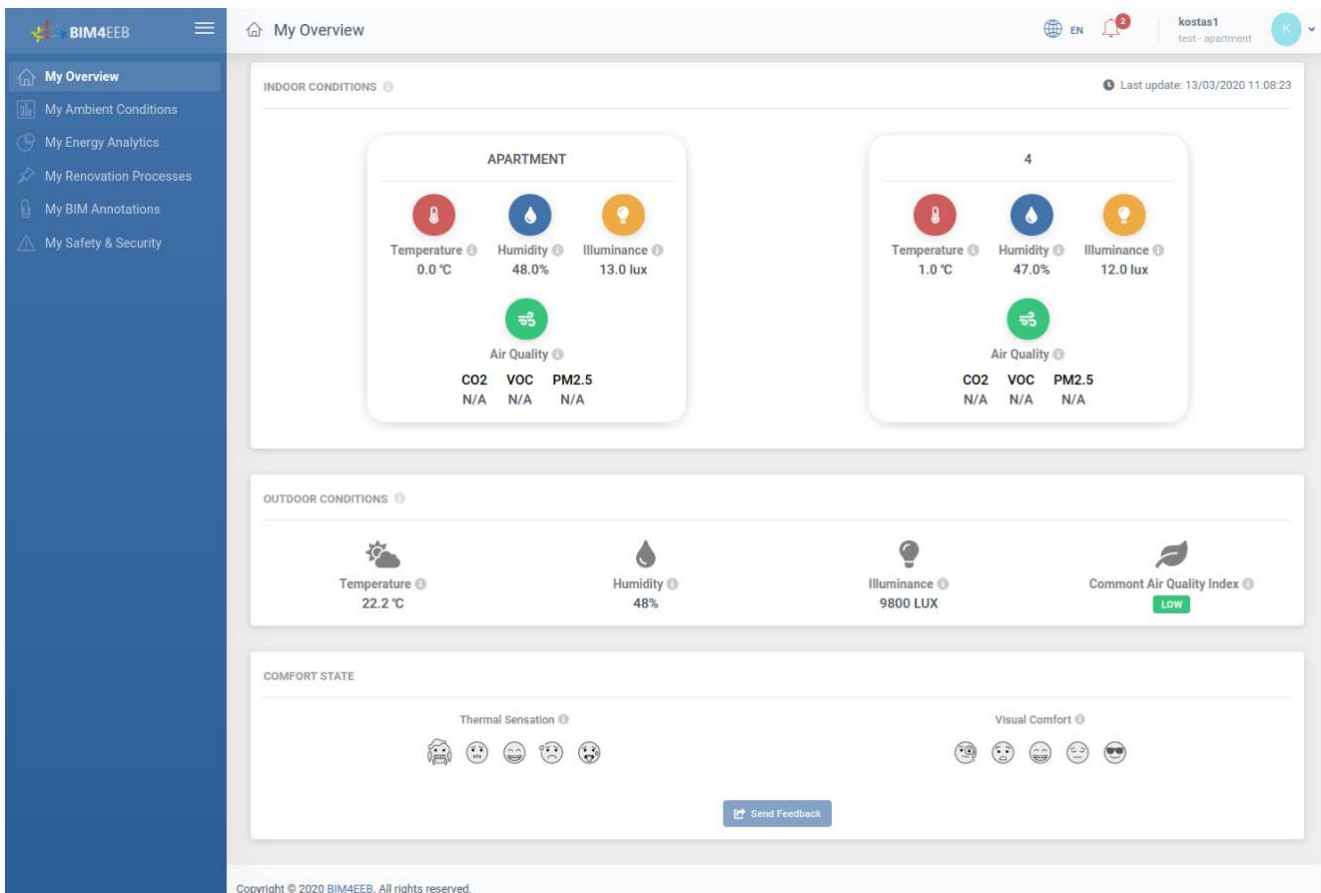 BIM4EEB
My Overview
EN
2
kostas1
test - apartment
K
My Overview
My Ambient Conditions
My Energy Analytics
My Renovation Processes
My BIM Annotations
My Safety & Security
INDOOR CONDITIONS
Last update: 13/03/2020 11:08:23
APARTMENT
Temperature Humidity Illuminance
0.0 °C 48.0% 13.0 lux
Air Quality
CO2 VOC PM2.5
N/A N/A N/A
4
Temperature Humidity Illuminance
1.0 °C 47.0% 12.0 lux
Air Quality
CO2 VOC PM2.5
N/A N/A N/A
OUTDOOR CONDITIONS
Temperature Humidity Illuminance Commont Air Quality Index
22.2 °C 48% 9800 LUX LOW
COMFORT STATE
Thermal Sensation Visual Comfort
Send Feedback
Copyright © 2020 BIM4EEB. All rights reserved.